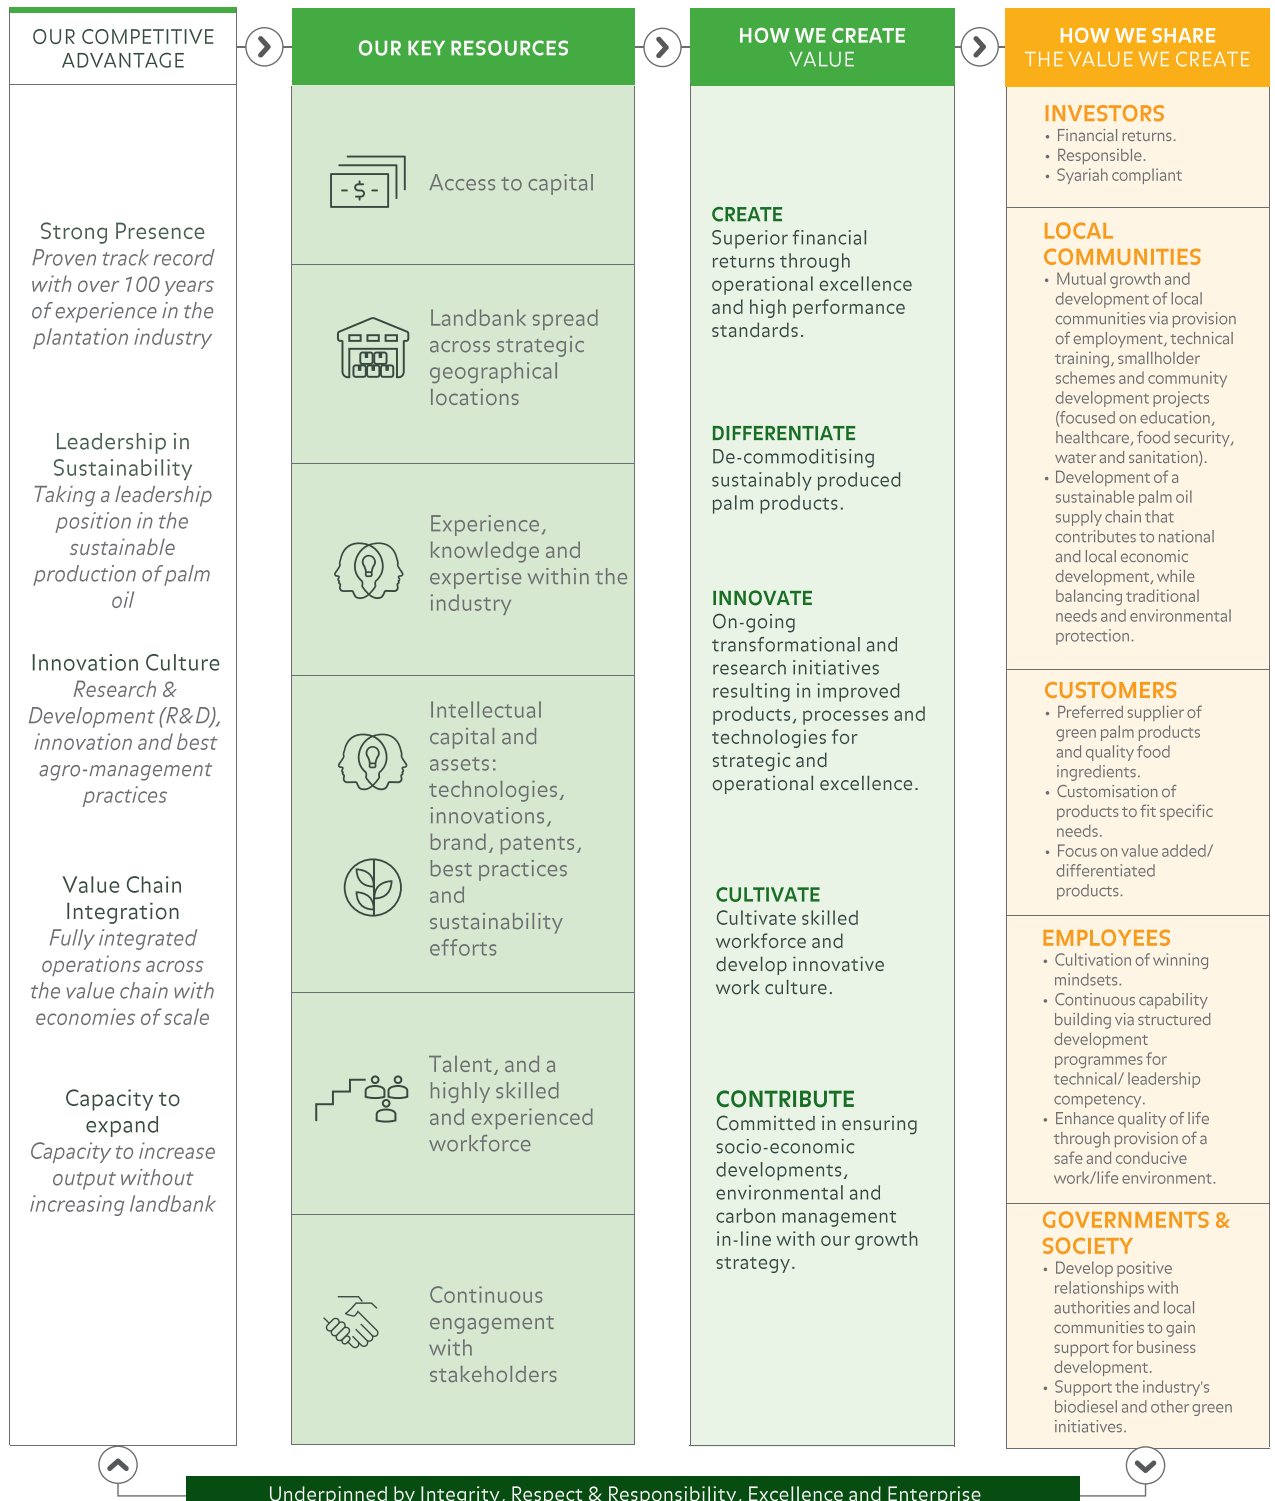 OUR COMPETITIVE
ADVANTAGE
Strong Presence
Proven track record
with over 100 years
of experience in the
plantation industry
Leadership in
Sustainability
Taking a leadership
position in the
sustainable
production of palm
oil
Innovation Culture
Research &
Development (R&D),
innovation and best
agro-management
practices
Value Chain
Integration
Fully integrated
operations across
the value chain with
economies of scale
Capacity to
expand
Capacity to increase
output without
increasing landbank
OUR KEY RESOURCES
- $ -
Access to capital
Landbank spread
across strategic
geographical
locations
Experience,
knowledge and
expertise within the
industry
Intellectual
capital and
assets:
technologies,
innovations,
brand, patents,
best practices
and
sustainability
efforts
Talent, and a
highly skilled
and experienced
workforce
Continuous
engagement
with
stakeholders
HOW WE CREATE
VALUE
CREATE
Superior financial
returns through
operational excellence
and high performance
standards.
DIFFERENTIATE
De-commoditising
sustainably produced
palm products.
INNOVATE
On-going
transformational and
research initiatives
resulting in improved
products, processes and
technologies for
strategic and
operational excellence.
CULTIVATE
Cultivate skilled
workforce and
develop innovative
work culture.
CONTRIBUTE
Committed in ensuring
socio-economic
developments,
environmental and
carbon management
in-line with our growth
strategy.
HOW WE SHARE
THE VALUE WE CREATE
INVESTORS
• Financial returns.
• Responsible.
• Syariah compliant
LOCAL
COMMUNITIES
• Mutual growth and
development of local
communities via provision
of employment, technical
training, smallholder
schemes and community
development projects
(focused on education,
healthcare, food security,
water and sanitation).
• Development of a
sustainable palm oil
supply chain that
contributes to national
and local economic
development, while
balancing traditional
needs and environmental
protection.
CUSTOMERS
• Preferred supplier of
green palm products
and quality food
ingredients.
• Customisation of
products to fit specific
needs.
• Focus on value added/
differentiated
products.
EMPLOYEES
• Cultivation of winning
mindsets.
• Continuous capability
building via structured
development
programmes for
technical/ leadership
competency.
• Enhance quality of life
through provision of a
safe and conducive
work/life environment.
GOVERNMENTS &
SOCIETY
• Develop positive
relationships with
authorities and local
communities to gain
support for business
development.
• Support the industry's
biodiesel and other green
initiatives.
Underpinned by Integrity, Respect & Responsibility, Excellence and Enterprise